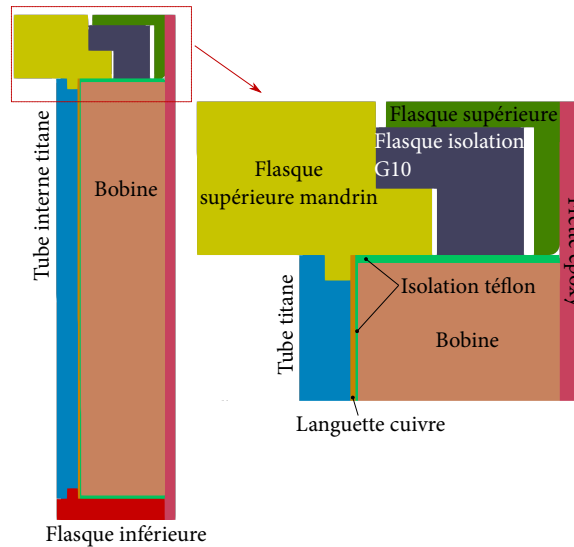 Flasque supérieure
Flasque isolation
G10
Flasque
supérieure mandrin
Tube interne titane
Bobine
Isolation téflon
Tube titane
Bobine
Languette cuivre
Flasque inférieure